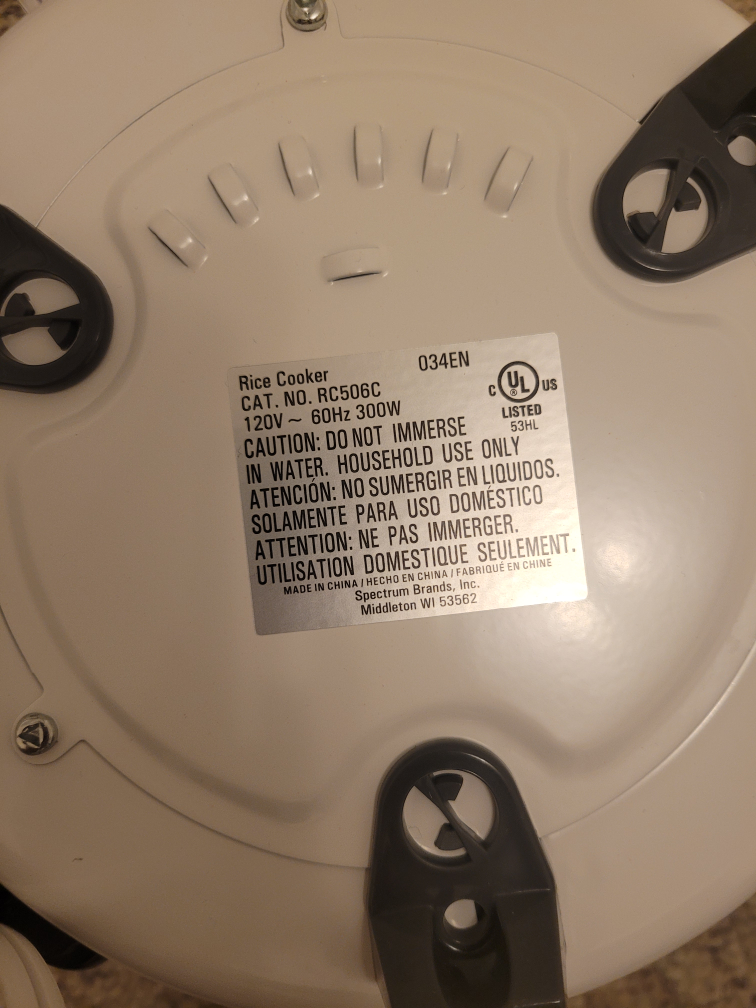 Rice Cooker 034EN
CAT. NO. RC506C
120V ~ 60Hz 300W
C UL US
®
LISTED
53HL
CAUTION: DO NOT IMMERSE
IN WATER. HOUSEHOLD USE ONLY
ATENCIÓN: NO SUMERGIR EN LIQUIDOS.
SOLAMENTE PARA USO DOMÉSTICO
ATTENTION: NE PAS IMMERGER.
UTILISATION DOMESTIQUE SEULEMENT.
MADE IN CHINA / HECHO EN CHINA / FABRIQUÉ EN CHINE
Spectrum Brands, Inc.
Middleton WI 53562